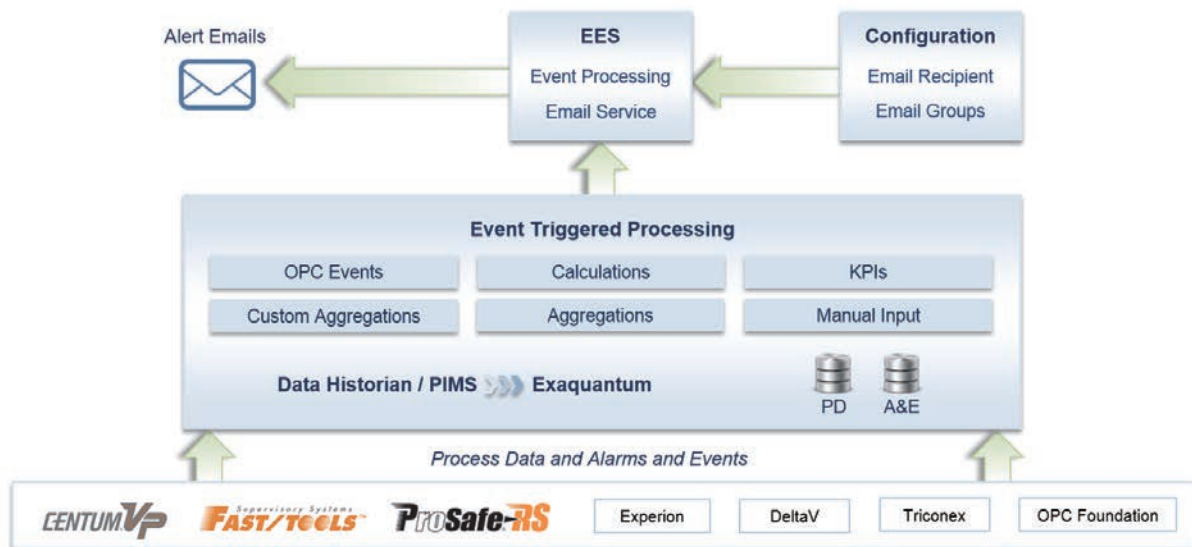 Alert Emails
EES
Event Processing
Email Service
Configuration
Email Recipient
Email Groups
Event Triggered Processing
OPC Events
Calculations
KPIs
Custom Aggregations
Aggregations
Manual Input
Data Historian / PIMS Exaquantum
PD
A&E
Process Data and Alarms and Events
CENTUM VP
Supervisory Systems
FAST/TOOLS™
ProSafe-RS
Experion
DeltaV
Triconex
OPC Foundation